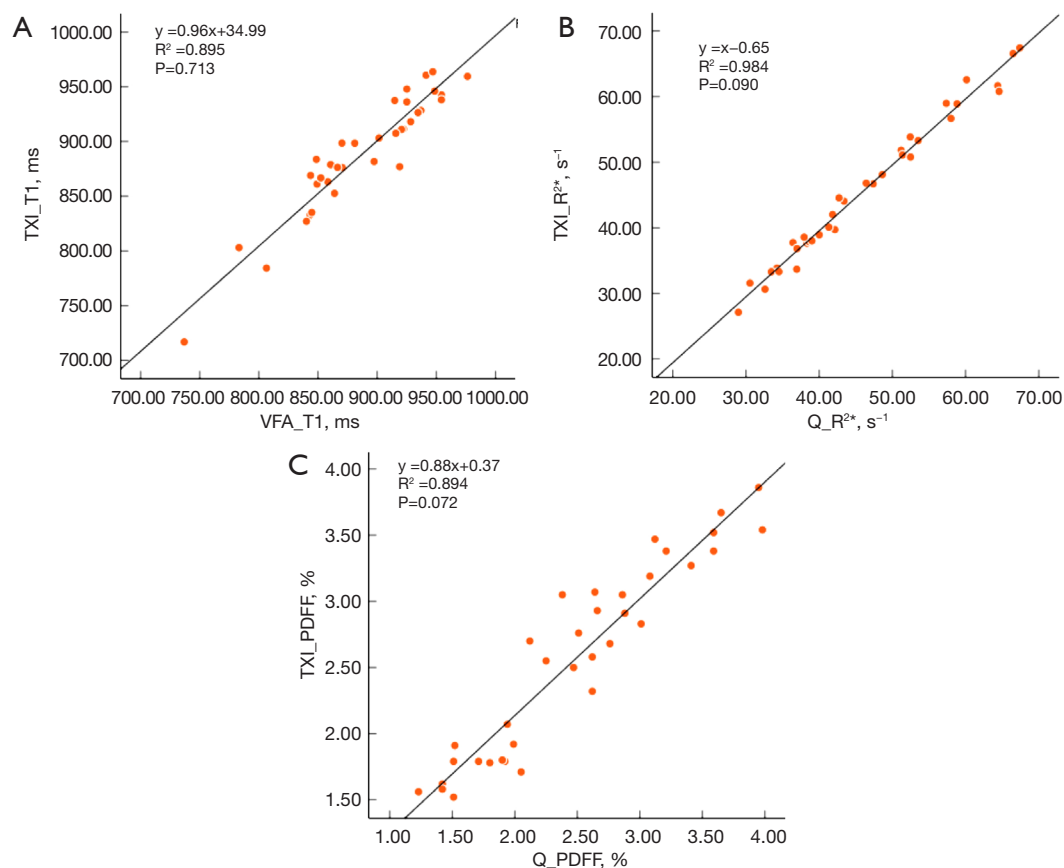 A
y =0.96x+34.99
R² =0.895
P=0.713
TXI_T1, ms
1000.00
950.00
900.00
850.00
800.00
750.00
700.00
700.00 750.00 800.00 850.00 900.00 950.00 1000.00
VFA_T1, ms
B
y =x−0.65
R² =0.984
P=0.090
TXI_R²*, s⁻¹
70.00
60.00
50.00
40.00
30.00
20.00
20.00 30.00 40.00 50.00 60.00 70.00
Q_R²*, s⁻¹
C
y =0.88x+0.37
R² =0.894
P=0.072
TXI_PDFF, %
4.00
3.50
3.00
2.50
2.00
1.50
1.00 1.50 2.00 2.50 3.00 3.50 4.00
Q_PDFF, %